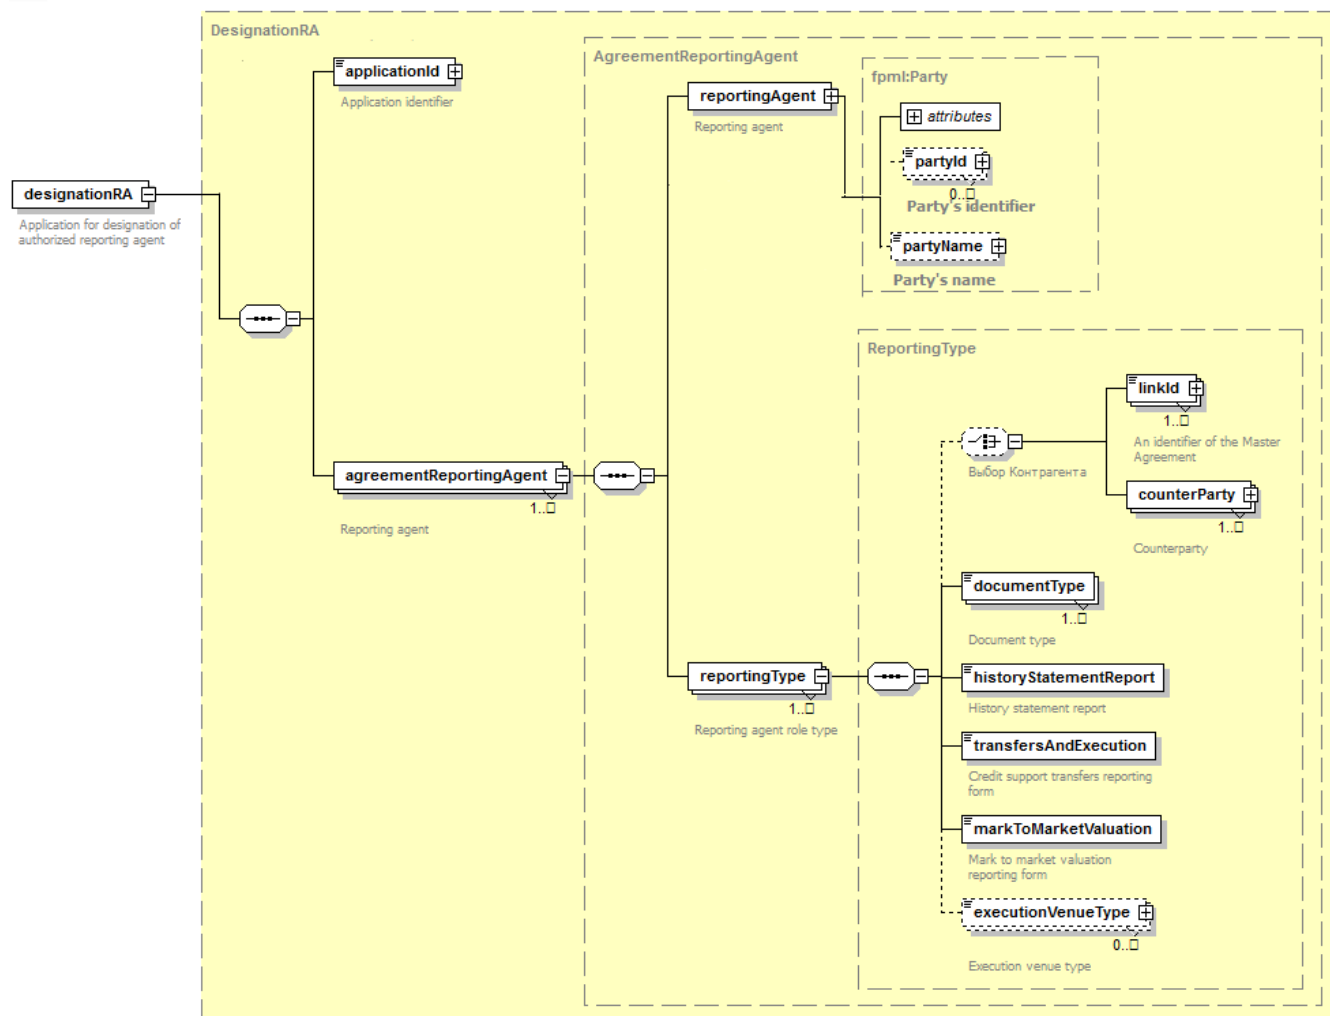 DesignationRA
AgreementReportingAgent
applicationId
Application identifier
fpml:Party
reportingAgent
Reporting agent
attributes
partyId
0..□
Party's identifier
partyName
Party's name
designationRA
Application for designation of
authorized reporting agent
ReportingType
linkId
1..□
An identifier of the Master
Agreement
Выбор Контрагента
counterParty
1..□
Counterparty
agreementReportingAgent
1..□
Reporting agent
documentType
1..□
Document type
reportingType
1..□
Reporting agent role type
historyStatementReport
History statement report
transfersAndExecution
Credit support transfers reporting
form
markToMarketValuation
Mark to market valuation
reporting form
executionVenueType
0..□
Execution venue type